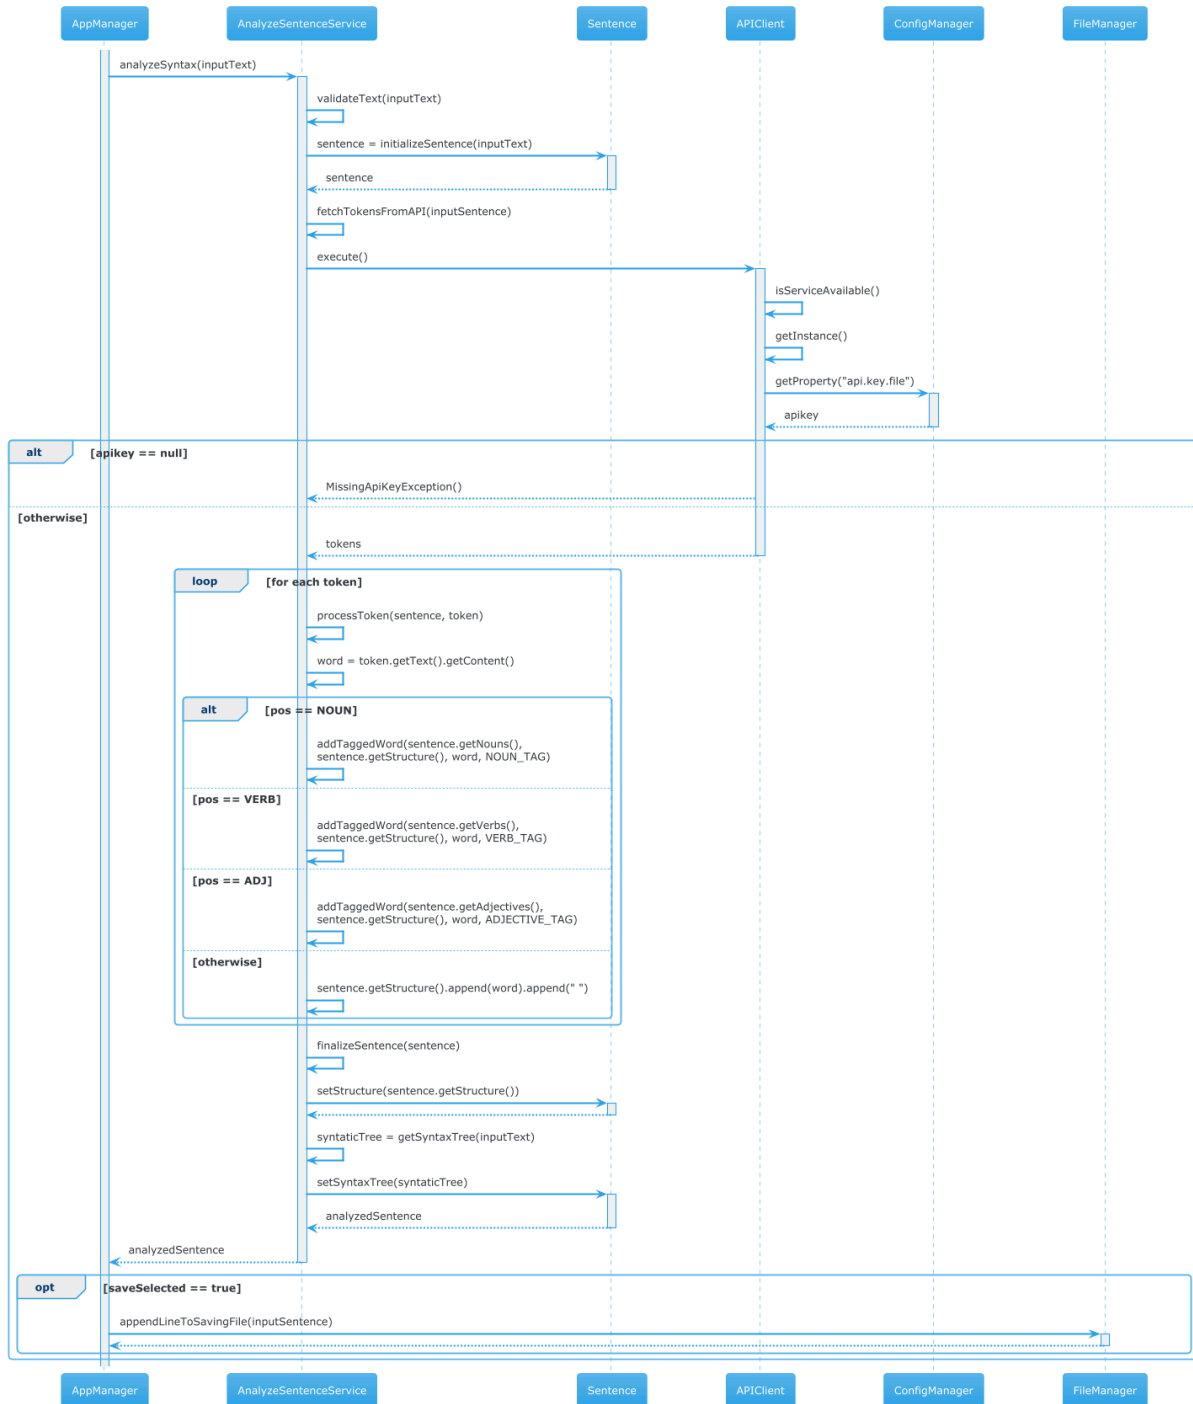 AppManager
AnalyzeSentenceService
Sentence
APIClient
ConfigManager
FileManager
analyzeSyntax(inputText)
validateText(inputText)
sentence = initializeSentence(inputText)
sentence
fetchTokensFromAPI(inputSentence)
execute()
isServiceAvailable()
getInstance()
getProperty("api.key.file")
apikey
alt
[apikey == null]
MissingApiKeyException()
[otherwise]
tokens
loop
[for each token]
processToken(sentence, token)
word = token.getText().getContent()
alt
[pos == NOUN]
addTaggedWord(sentence.getNouns(),
sentence.getStructure(), word, NOUN_TAG)
[pos == VERB]
addTaggedWord(sentence.getVerbs(),
sentence.getStructure(), word, VERB_TAG)
[pos == ADJ]
addTaggedWord(sentence.getAdjectives(),
sentence.getStructure(), word, ADJECTIVE_TAG)
[otherwise]
sentence.getStructure().append(word).append(" ")
finalizeSentence(sentence)
setStructure(sentence.getStructure())
syntaticTree = getSyntaxTree(inputText)
setSyntaxTree(syntaticTree)
analyzedSentence
analyzedSentence
opt
[saveSelected == true]
appendLineToSavingFile(inputSentence)
AppManager
AnalyzeSentenceService
Sentence
APIClient
ConfigManager
FileManager